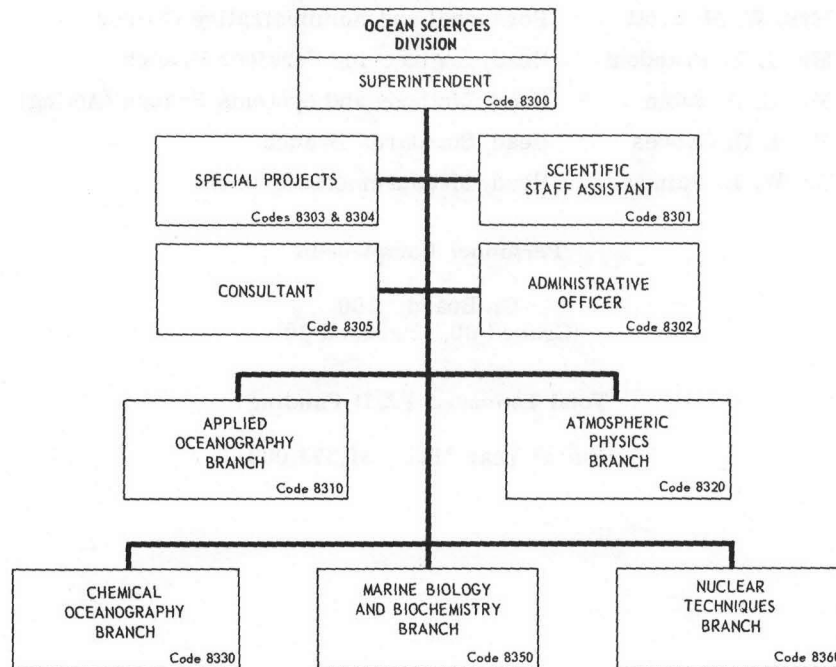 OCEAN SCIENCES
DIVISION
SUPERINTENDENT
Code 8300
SPECIAL PROJECTS
Codes 8303 & 8304
SCIENTIFIC
STAFF ASSISTANT
Code 8301
CONSULTANT
Code 8305
ADMINISTRATIVE
OFFICER
Code 8302
APPLIED
OCEANOGRAPHY
BRANCH
Code 8310
ATMOSPHERIC
PHYSICS
BRANCH
Code 8320
CHEMICAL
OCEANOGRAPHY
BRANCH
Code 8330
MARINE BIOLOGY
AND BIOCHEMISTRY
BRANCH
Code 8350
NUCLEAR
TECHNIQUES
BRANCH
Code 8360